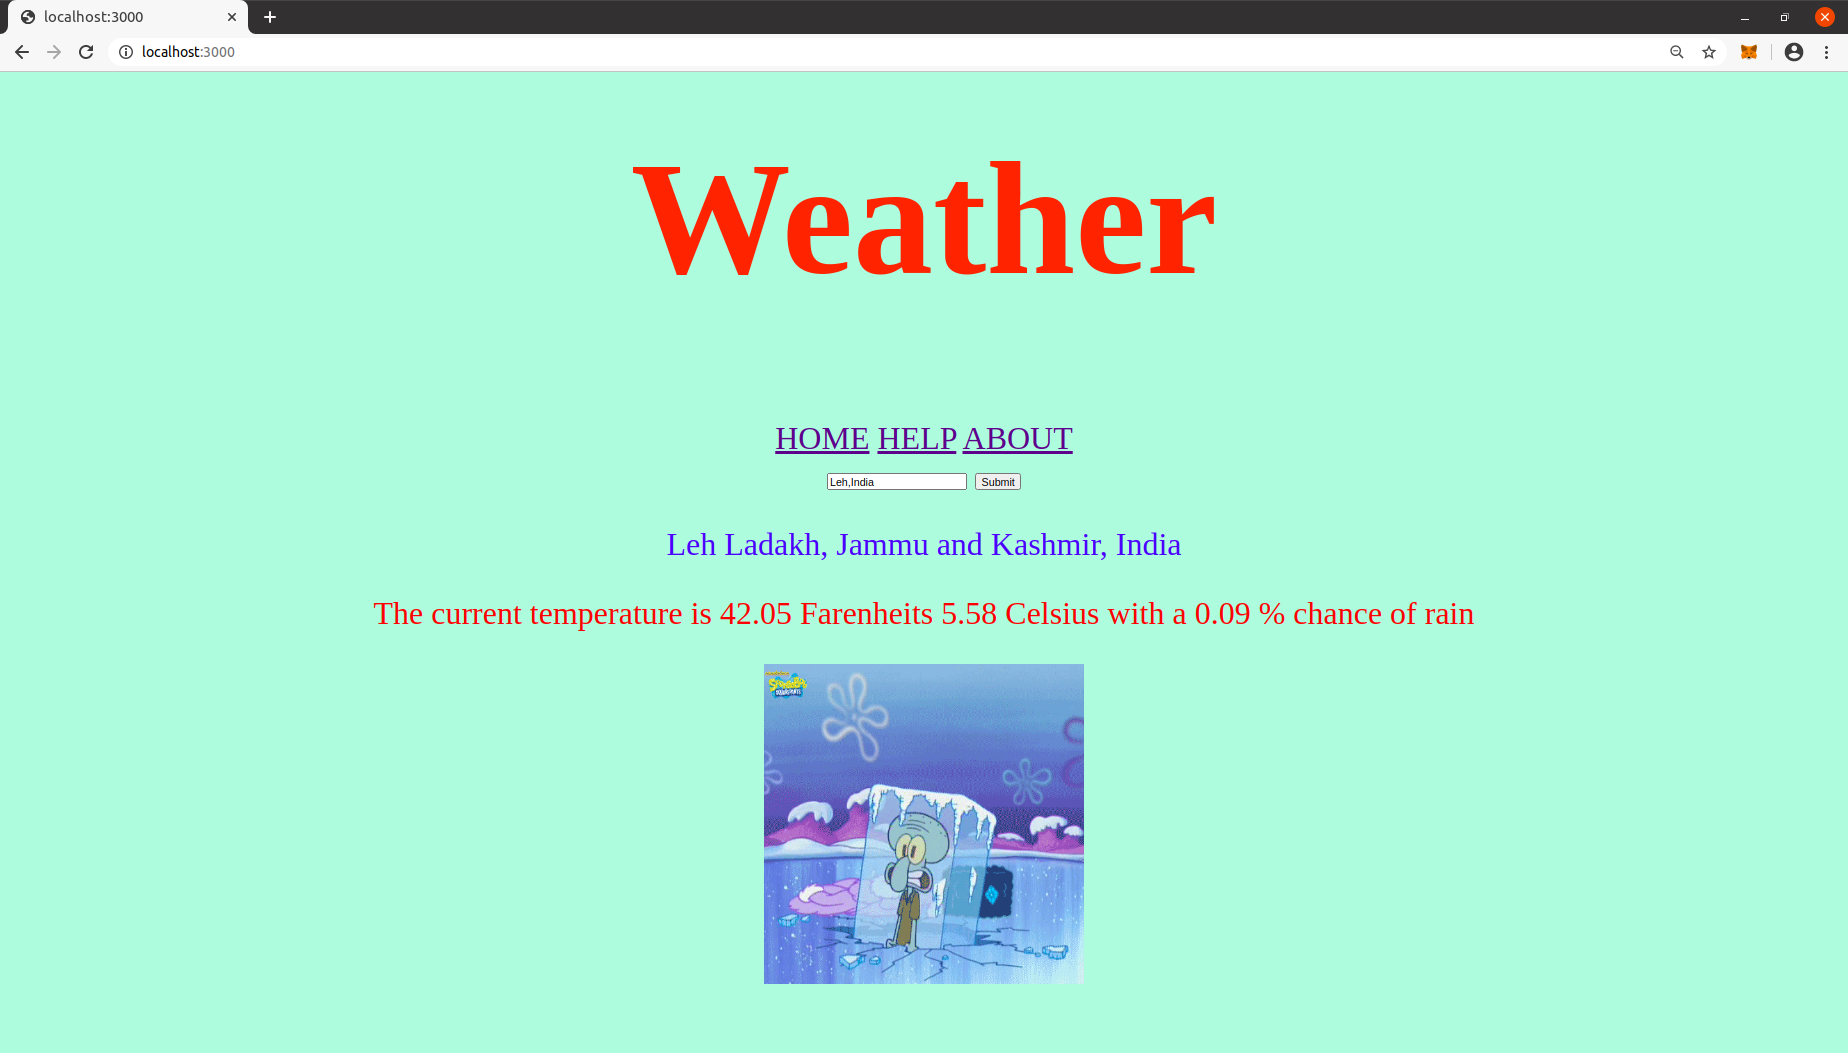 localhost:3000
localhost:3000
Weather
HOME HELP ABOUT
Leh,India Submit
Leh Ladakh, Jammu and Kashmir, India
The current temperature is 42.05 Farenheits 5.58 Celsius with a 0.09 % chance of rain
SpongeBob
SQUAREPANTS